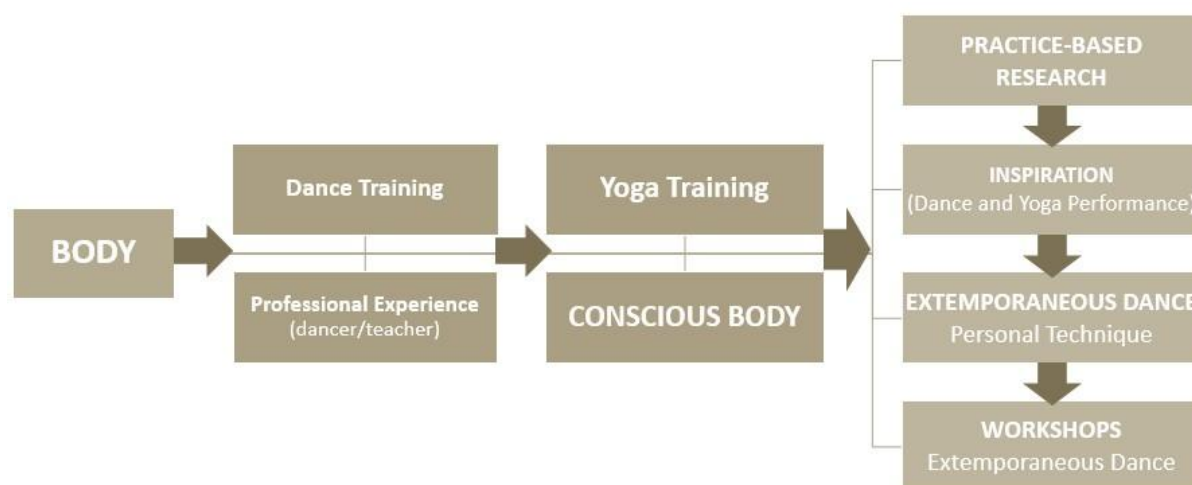 BODY
Dance Training
Professional Experience
(dancer/teacher)
Yoga Training
CONSCIOUS BODY
PRACTICE-BASED
RESEARCH
INSPIRATION
(Dance and Yoga Performance)
EXTEMPORANEOUS DANCE
Personal Technique
WORKSHOPS
Extemporaneous Dance